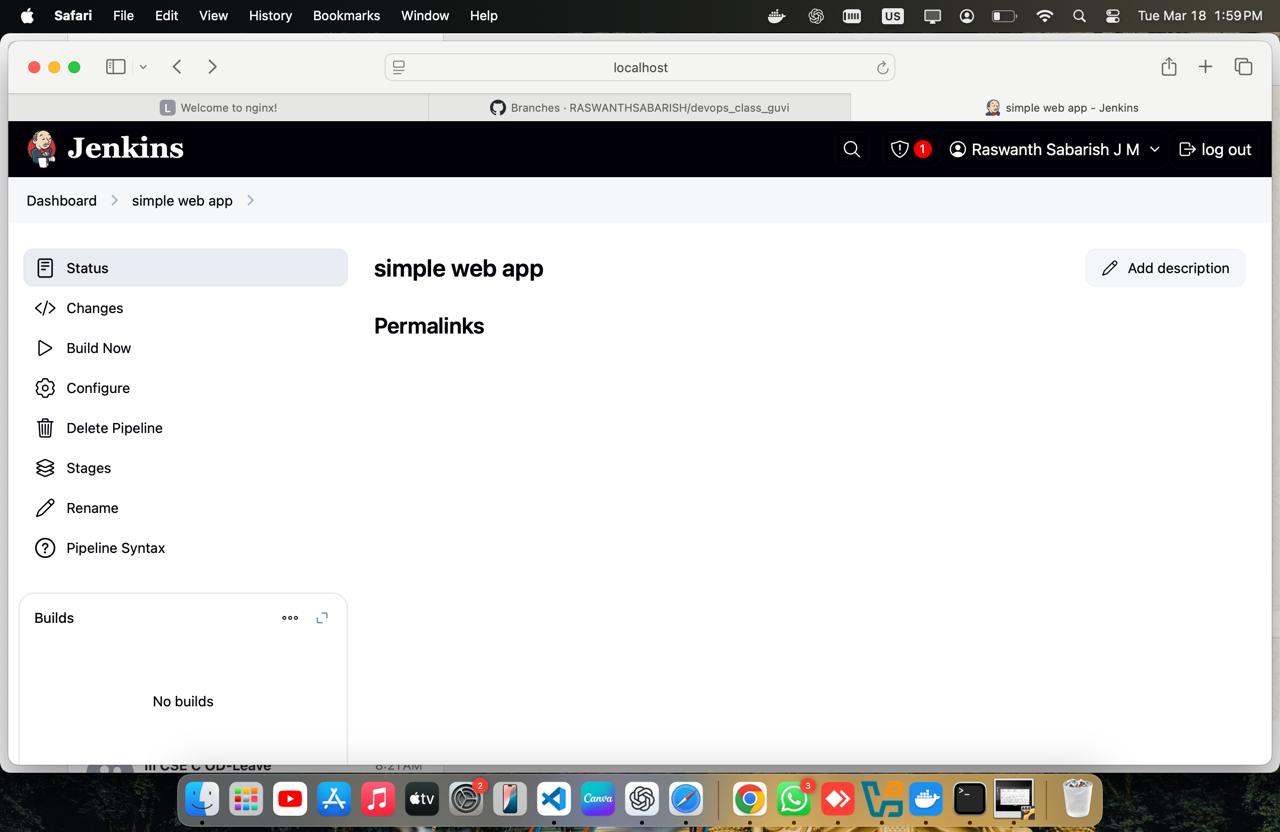 Safari File Edit View History Bookmarks Window Help US Tue Mar 18 1:59 PM
localhost
L Welcome to nginx! Branches · RASWANTHSABARISH/devops_class_guvi simple web app - Jenkins
Jenkins 1 Raswanth Sabarish J M log out
Dashboard simple web app
Status
simple web app
Add description
Changes
Permalinks
Build Now
Configure
Delete Pipeline
Stages
Rename
Pipeline Syntax
Builds
No builds
III CSE C OD-Leave 8:21 AM
2 3
tv Canva >_